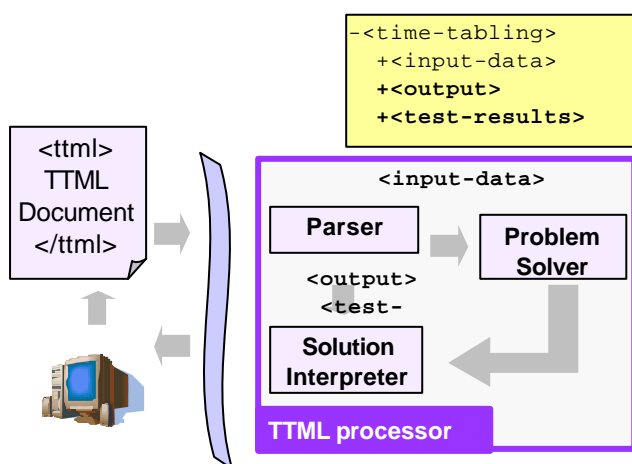 -<time-tabling>
+<input-data>
+<output>
+<test-results>
<ttml>
TTML
Document
</ttml>
<input-data>
Parser
Problem
Solver
<output>
<test-
Solution
Interpreter
TTML processor